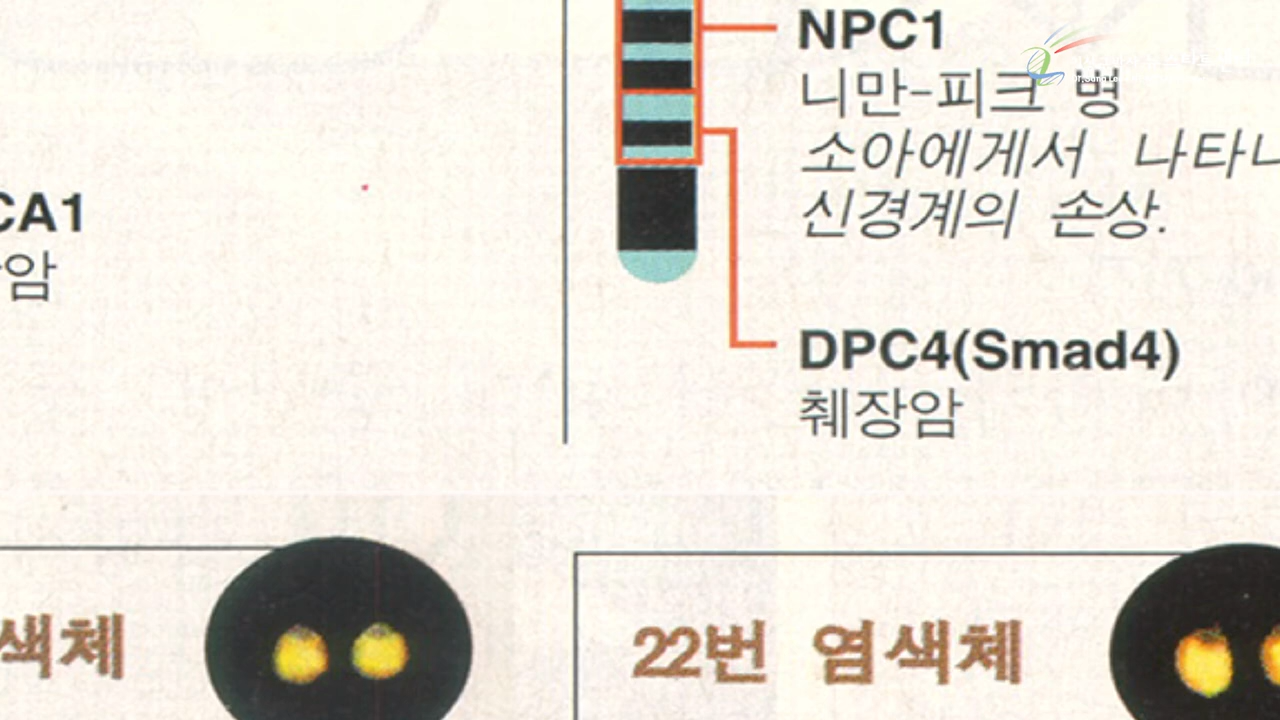 CA1
암
NPC1
니만-피크 병
소아에게서 나타나
신경계의 손상.
DPC4(Smad4)
췌장암
색체
22번 염색체